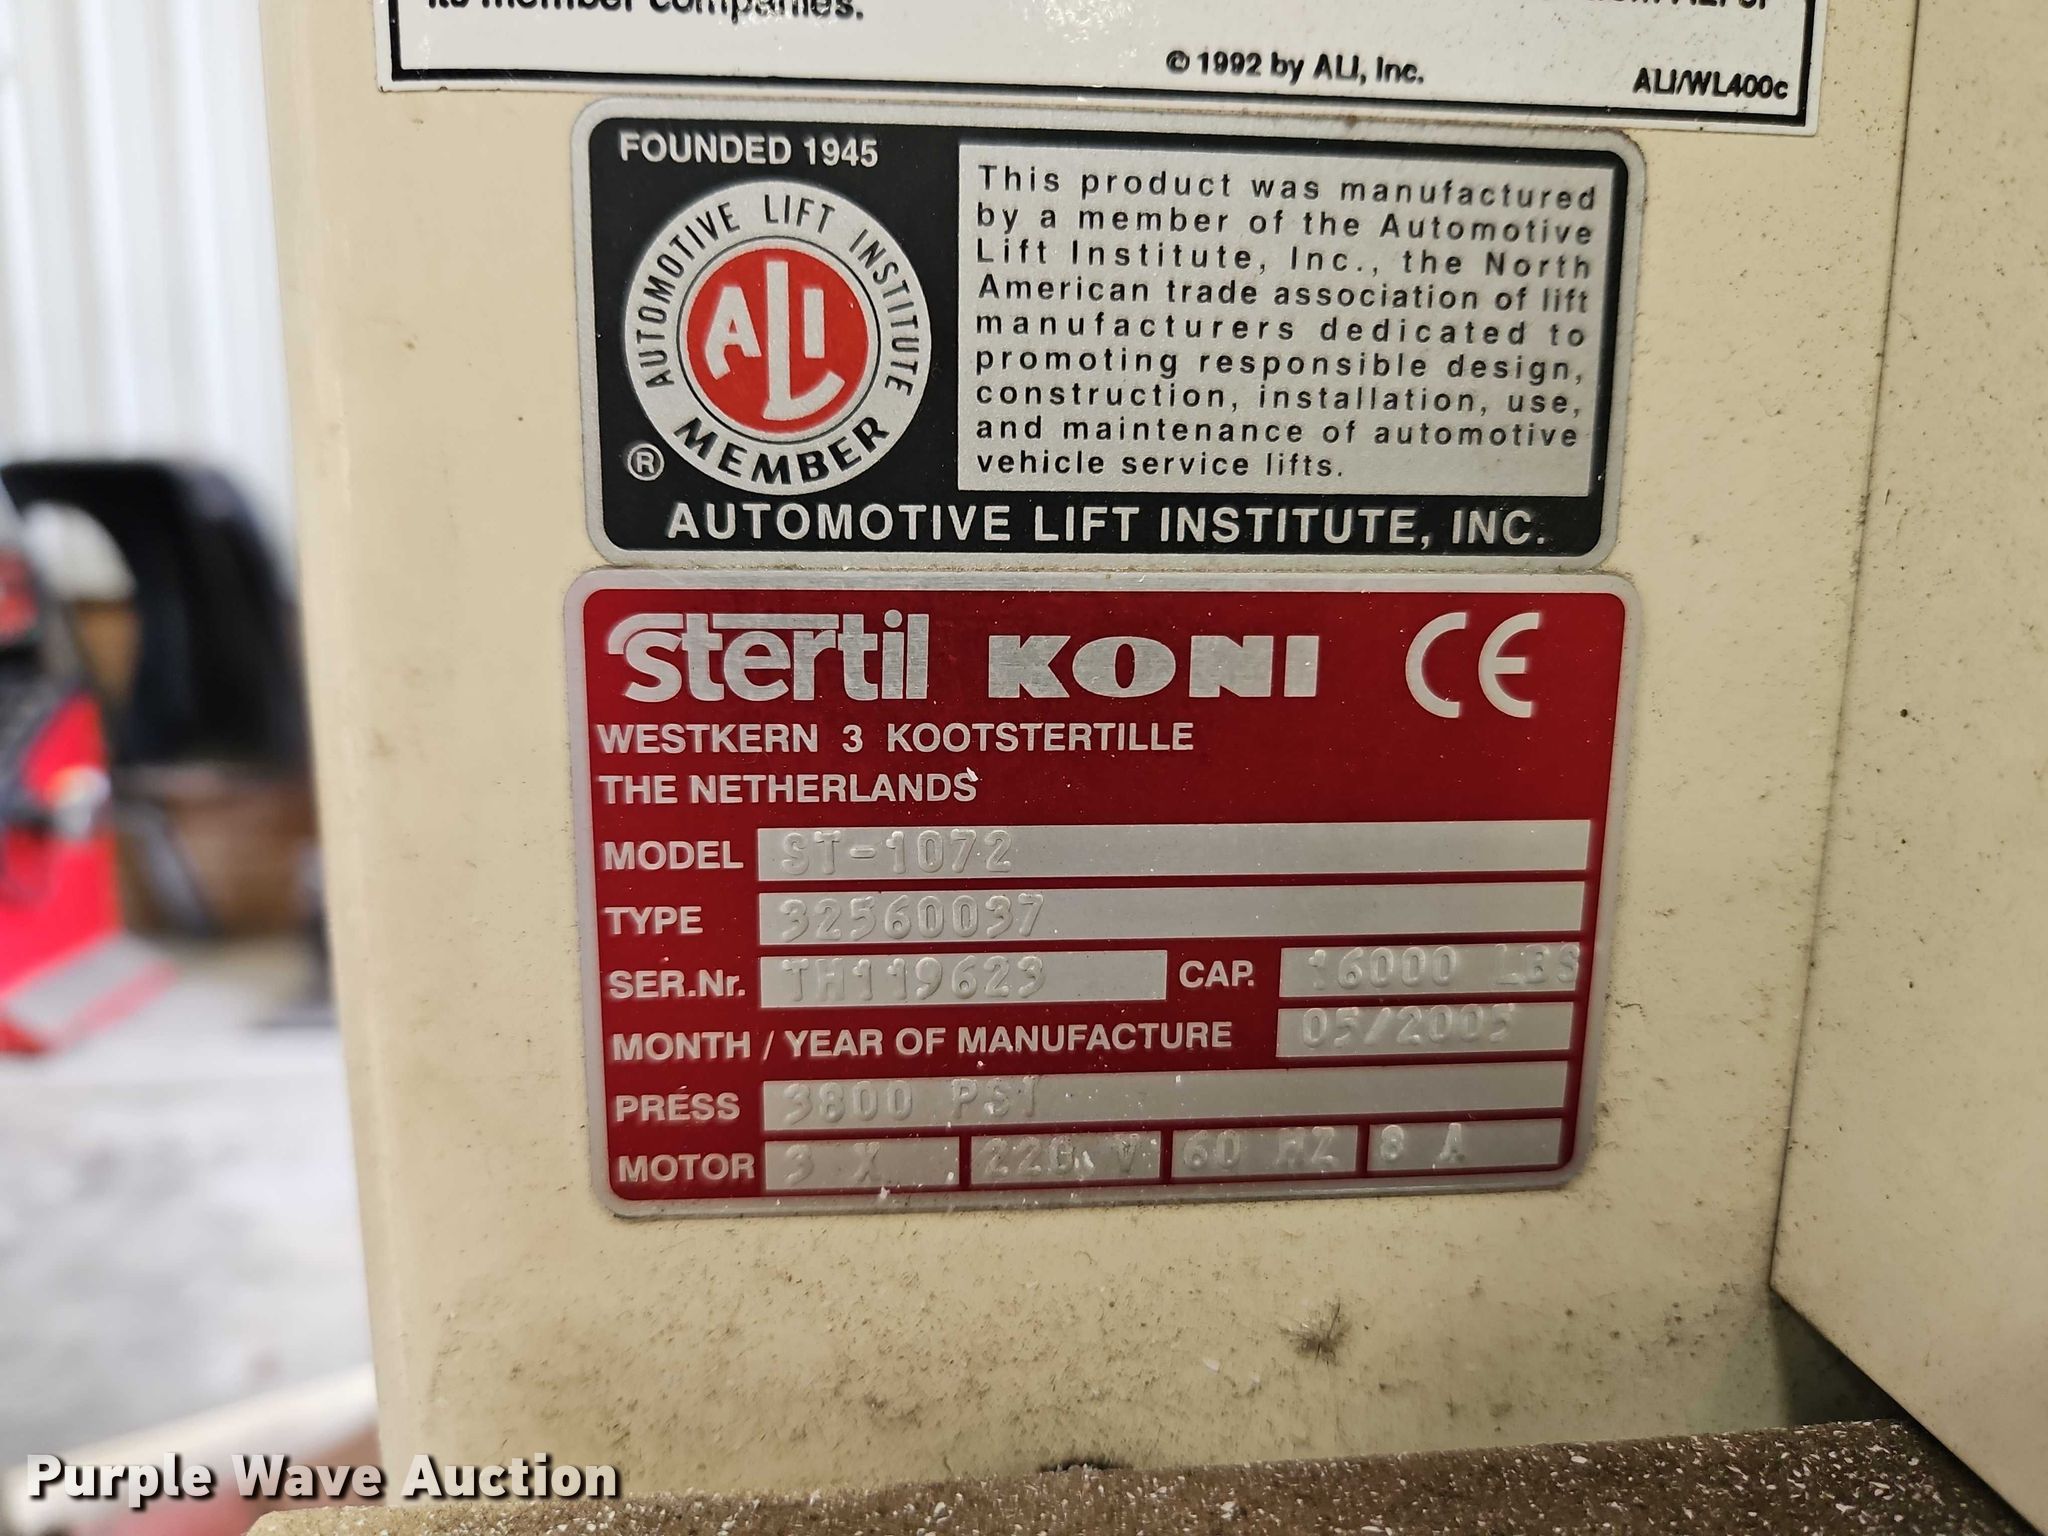 its member companies.
© 1992 by ALI, Inc.
ALI/WL400c
FOUNDED 1945
AUTOMOTIVE LIFT INSTITUTE
ALI
MEMBER
®
This product was manufactured
by a member of the Automotive
Lift Institute, Inc., the North
American trade association of lift
manufacturers dedicated to
promoting responsible design,
construction, installation, use,
and maintenance of automotive
vehicle service lifts.
AUTOMOTIVE LIFT INSTITUTE, INC.
Stertil KONI CE
WESTKERN 3 KOOTSTERTILLE
THE NETHERLANDS
MODEL ST-1072
TYPE 32560037
SER.Nr. TH119623 CAP. 16000 LBS
MONTH / YEAR OF MANUFACTURE 05/2005
PRESS 3800 PSI
MOTOR 3 X 220 V 60 HZ 8 A
Purple Wave Auction